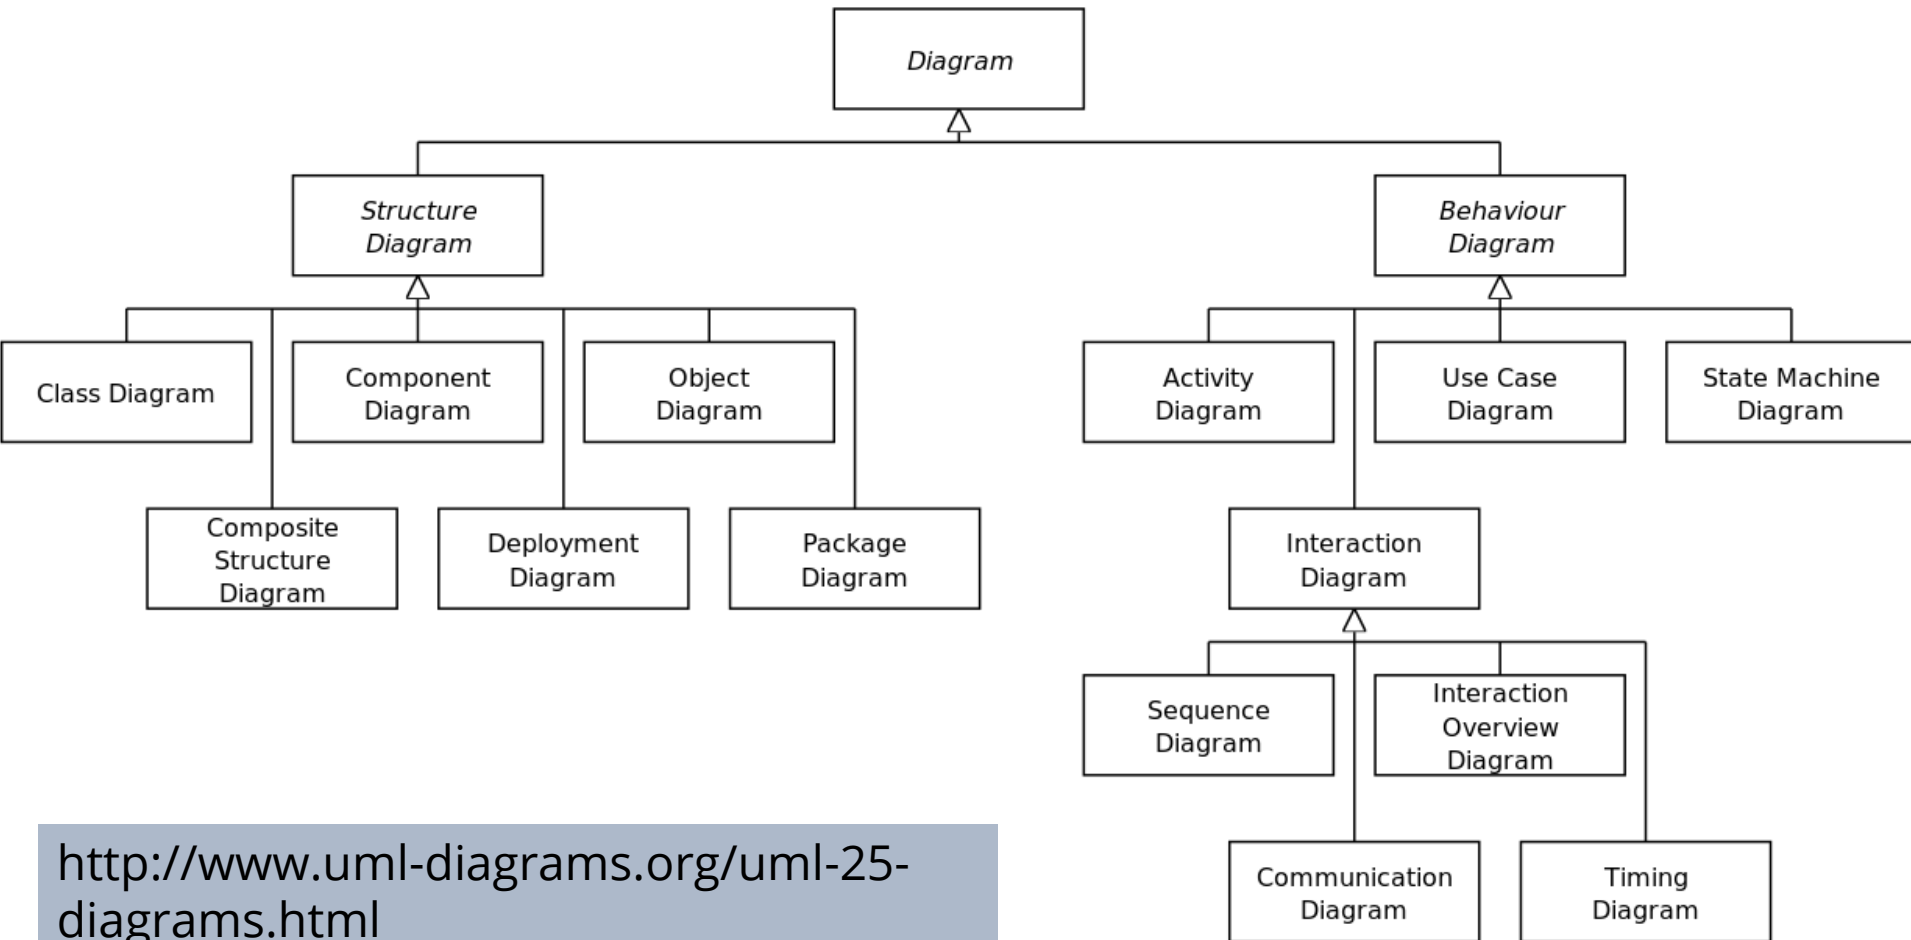 Diagram
Structure
Diagram
Behaviour
Diagram
Class Diagram
Component
Diagram
Object
Diagram
Activity
Diagram
Use Case
Diagram
State Machine
Diagram
Composite
Structure
Diagram
Deployment
Diagram
Package
Diagram
Interaction
Diagram
Sequence
Diagram
Interaction
Overview
Diagram
Communication
Diagram
Timing
Diagram
http://www.uml-diagrams.org/uml-25-
diagrams.html